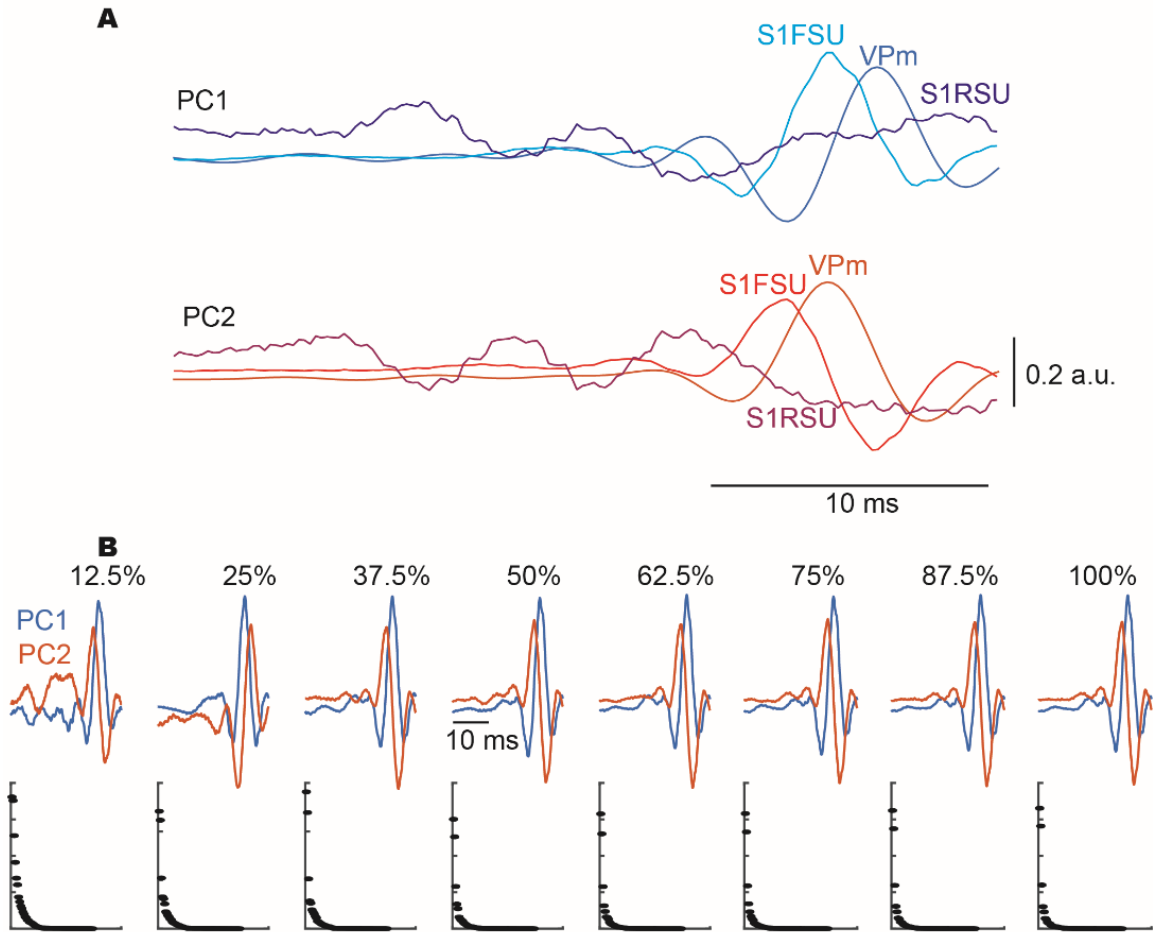 A
S1FSU
VPm
PC1
S1RSU
VPm
S1FSU
PC2
0.2 a.u.
S1RSU
10 ms
B
12.5% 25% 37.5% 50% 62.5% 75% 87.5% 100%
PC1
PC2
10 ms